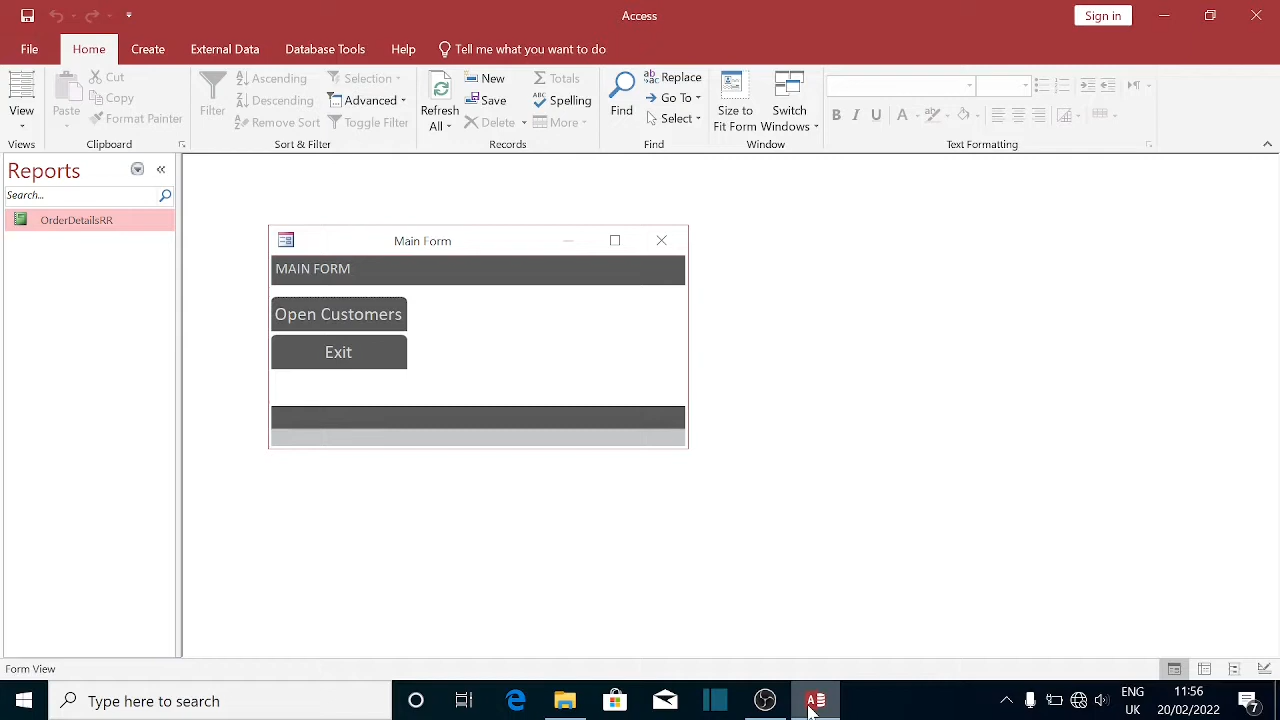 Access
Sign in
File Home Create External Data Database Tools Help Tell me what you want to do
View
Views
Paste
Cut
Copy
Format Painter
Clipboard
Filter
Ascending
Descending
Remove
Selection
Advanced
Toggle Filt
Sort & Filter
Refresh
All
New
Save
Delete
Totals
Spelling
More
Records
Find
Replace
Go To
Select
Find
Size to
Fit Form
Switch
Windows
Window
B I U A
Text Formatting
Reports
Search...
OrderDetailsRR
Main Form
MAIN FORM
Open Customers
Exit
Form View
Type here to search
ENG
UK
11:56
20/02/2022
7